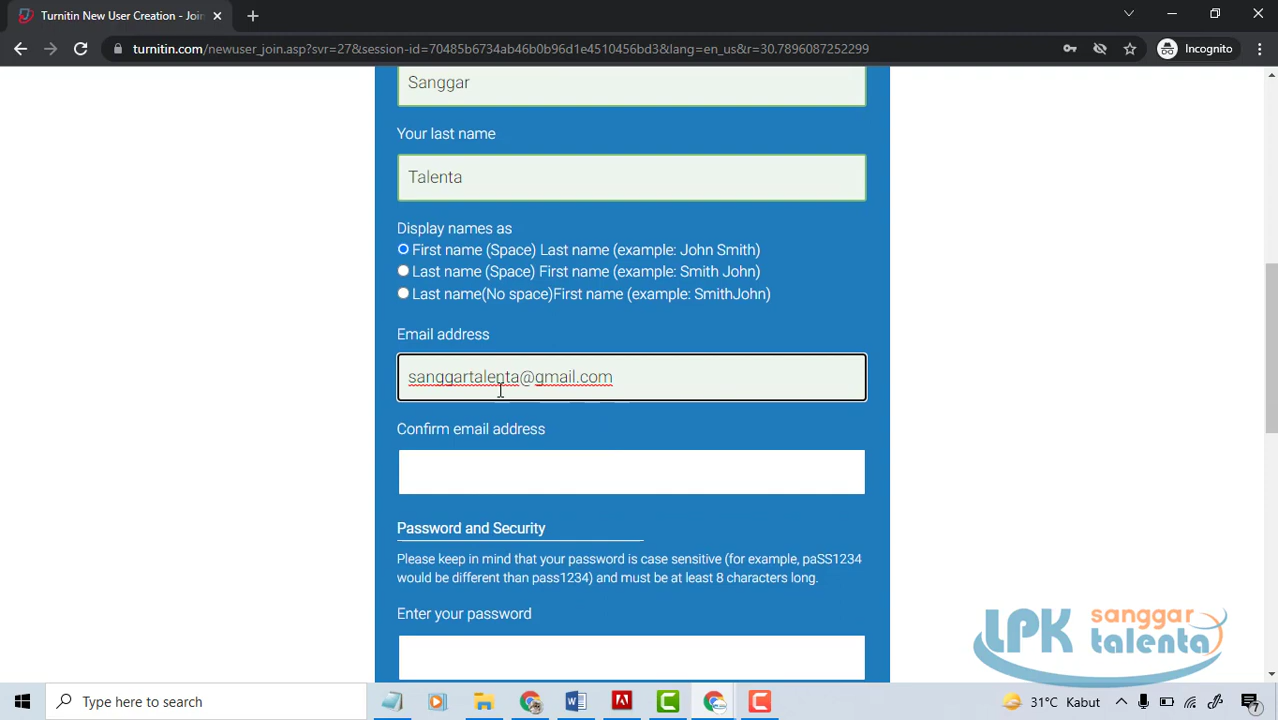 Turnitin New User Creation - Joi
turnitin.com/newuser_join.asp?svr=27&session-id=70485b6734ab46b0b96d1e4510456bd3&lang=en_us&r=30.7896087252299
Incognito
Sanggar
Your last name
Talenta
Display names as
First name (Space) Last name (example: John Smith)
Last name (Space) First name (example: Smith John)
Last name(No space)First name (example: SmithJohn)
Email address
sanggartalenta@gmail.com
Confirm email address
Password and Security
Please keep in mind that your password is case sensitive (for example, paSS1234
would be different than pass1234) and must be at least 8 characters long.
Enter your password
LPK sanggar
talenta
Type here to search
31°C Kabut
7